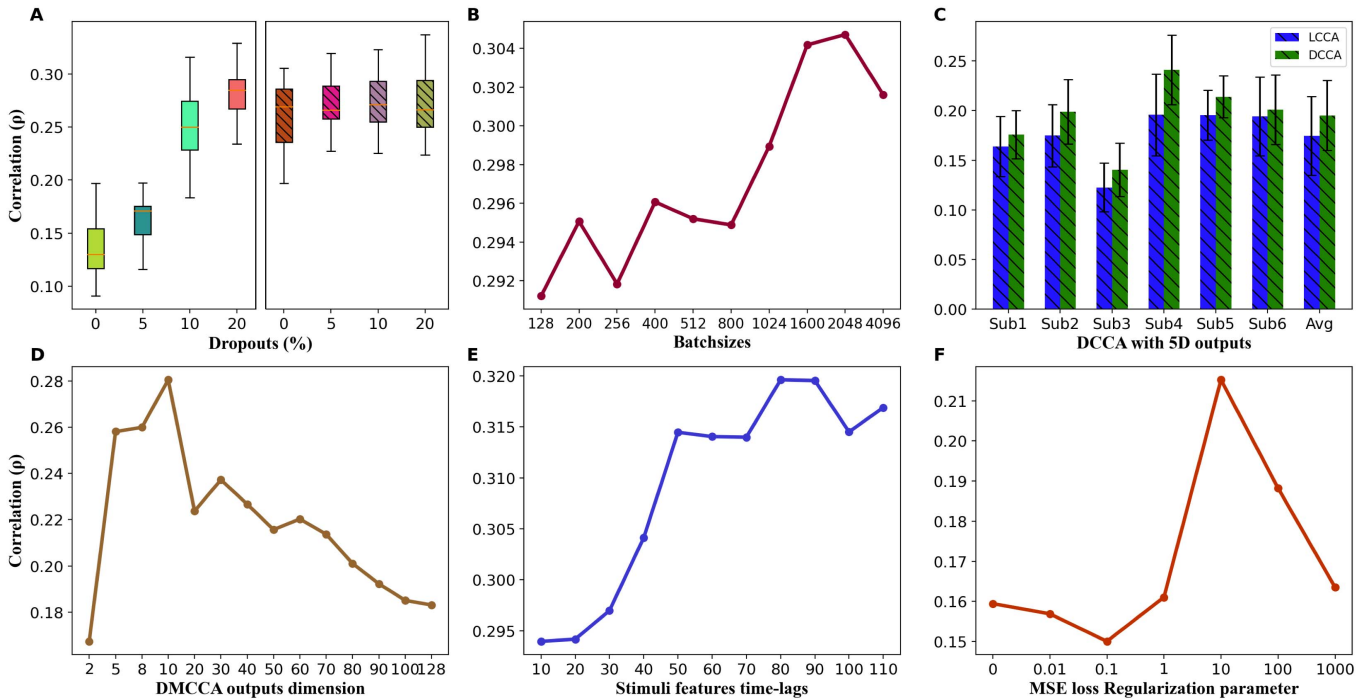 A
B
C
Correlation (ρ)
0.30
0.25
0.20
0.15
0.10
0 5 10 20 0 5 10 20
Dropouts (%)
0.304
0.302
0.300
0.298
0.296
0.294
0.292
128 200 256 400 512 800 1024 1600 2048 4096
Batchsizes
LCCA
DCCA
0.25
0.20
0.15
0.10
0.05
0.00
Sub1 Sub2 Sub3 Sub4 Sub5 Sub6 Avg
DCCA with 5D outputs
D
E
F
Correlation (ρ)
0.28
0.26
0.24
0.22
0.20
0.18
2 5 8 10 20 30 40 50 60 70 80 90 100 128
DMCCA outputs dimension
0.320
0.315
0.310
0.305
0.300
0.295
10 20 30 40 50 60 70 80 90 100 110
Stimuli features time-lags
0.21
0.20
0.19
0.18
0.17
0.16
0.15
0 0.01 0.1 1 10 100 1000
MSE loss Regularization parameter